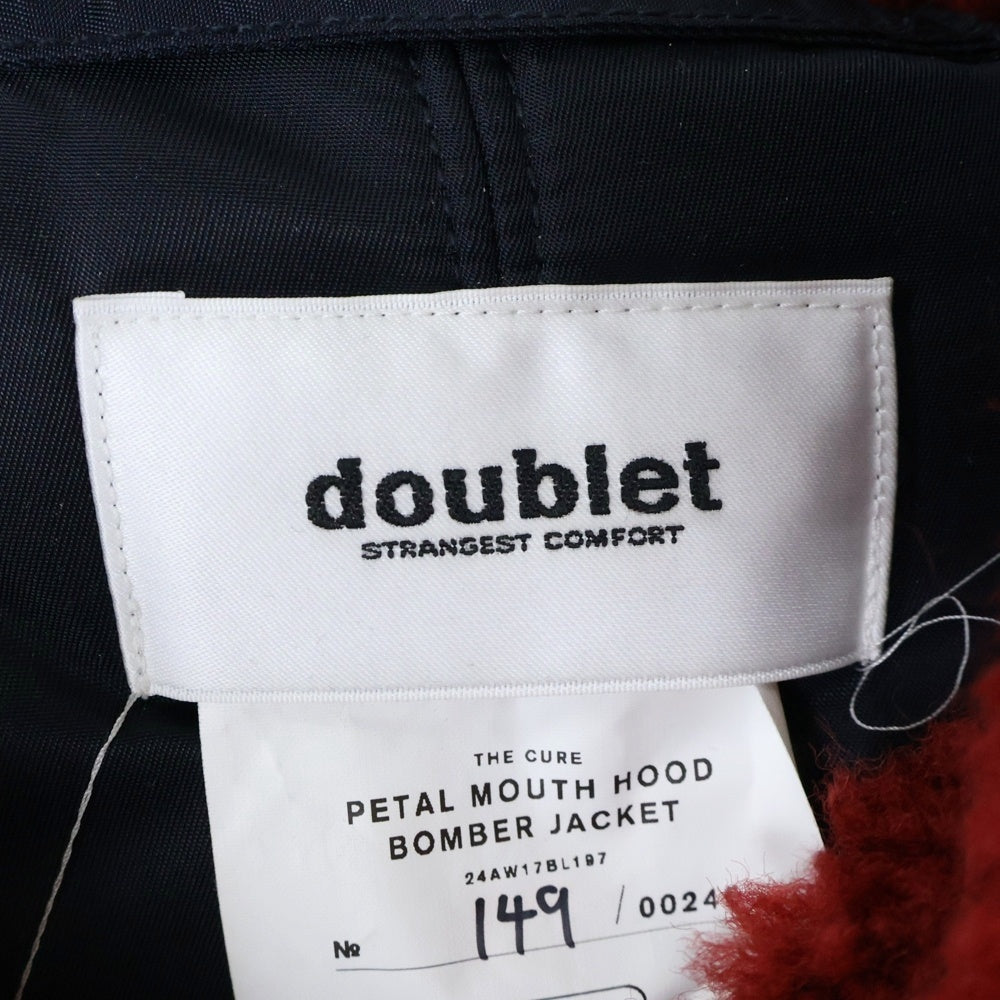 doublet
STRANGEST COMFORT
THE CURE
PETAL MOUTH HOOD
BOMBER JACKET
24AW17BL197
№ 149 / 0024